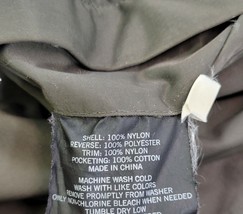 SHELL: 100% NYLON
REVERSE: 100% POLYESTER
TRIM: 100% NYLON
POCKETING: 100% COTTON
MADE IN CHINA
MACHINE WASH COLD
WASH WITH LIKE COLORS
REMOVE PROMPTLY FROM WASHER
ONLY NON-CHLORINE BLEACH WHEN NEEDED
TUMBLE DRY LOW